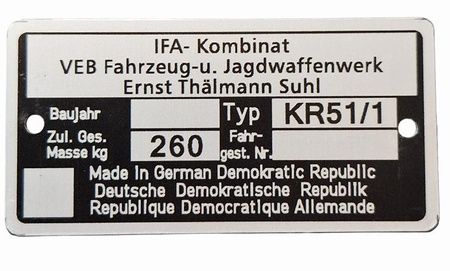 IFA- Kombinat
VEB Fahrzeug-u. Jagdwaffenwerk
Ernst Thälmann Suhl
Baujahr Typ KR51/1
Zul. Ges. Fahr-
Masse kg 260 gest. Nr.
Made in German Demokratic Republic
Deutsche Demokratische Republik
Republique Democratique Allemande